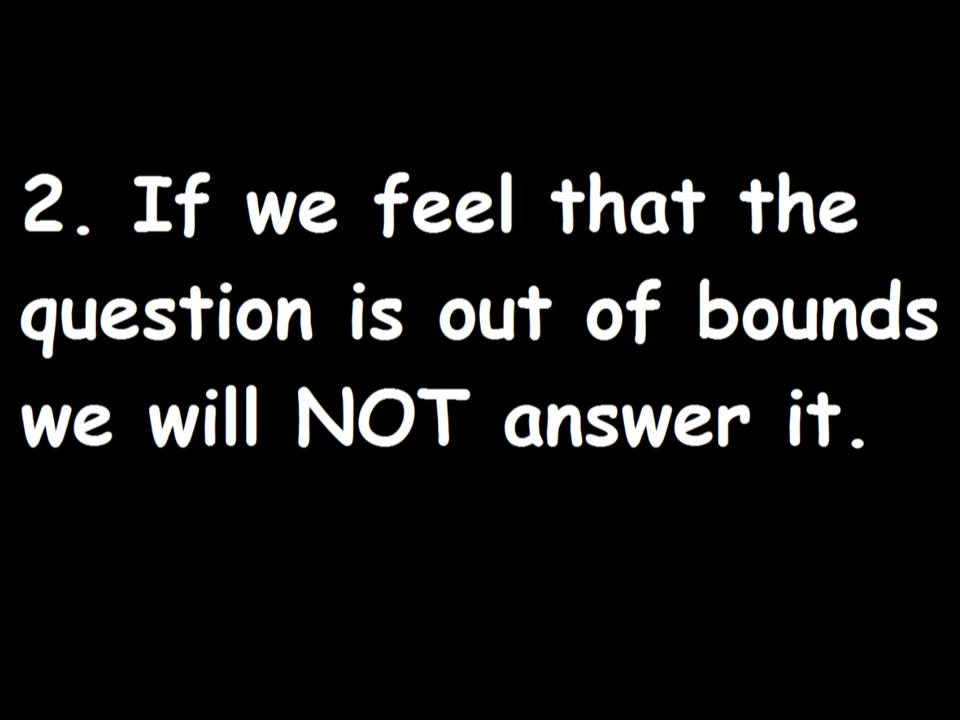 2. If we feel that the
question is out of bounds
we will NOT answer it.